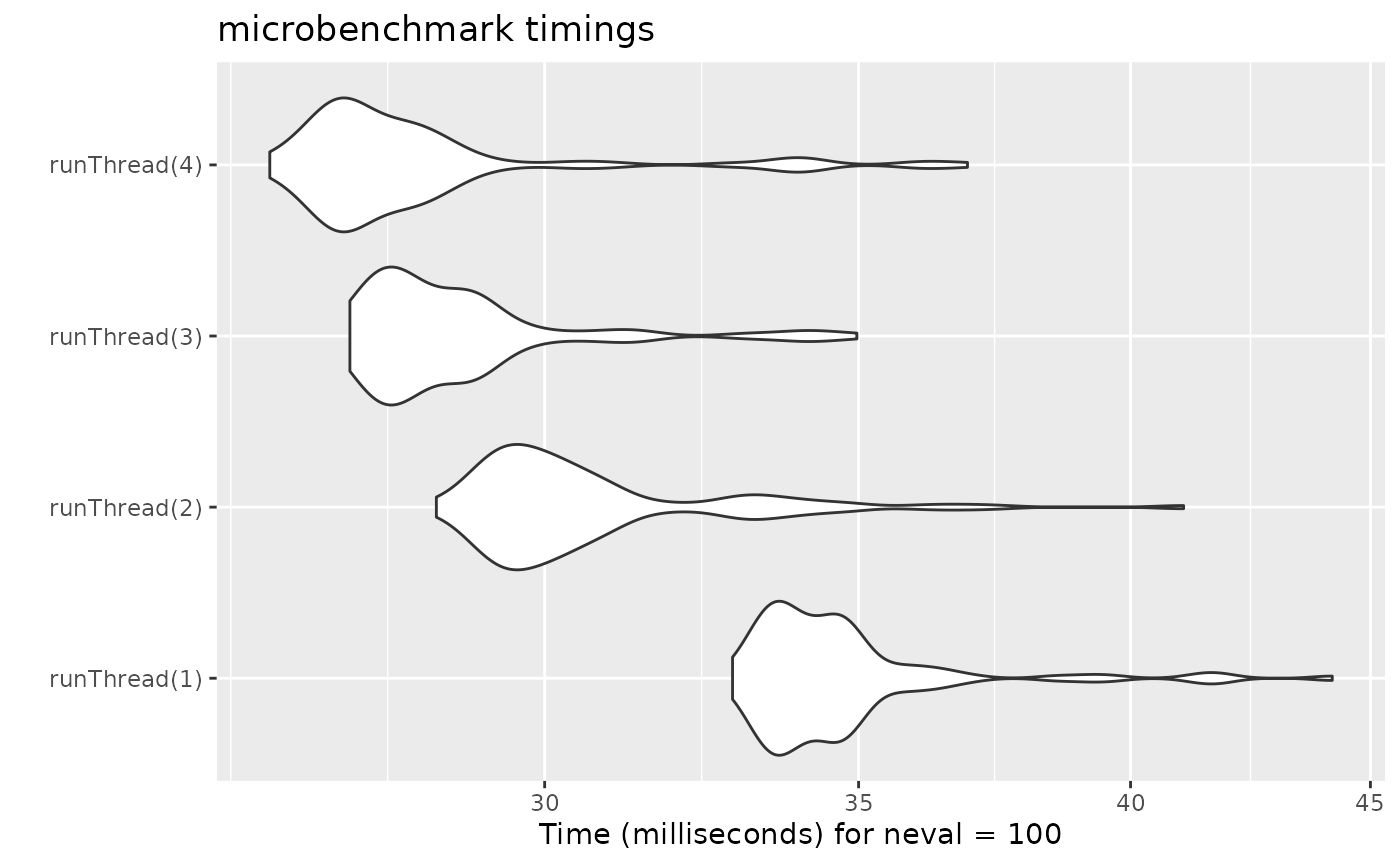 microbenchmark timings
runThread(4)
runThread(3)
runThread(2)
runThread(1)
30 35 40 45
Time (milliseconds) for neval = 100